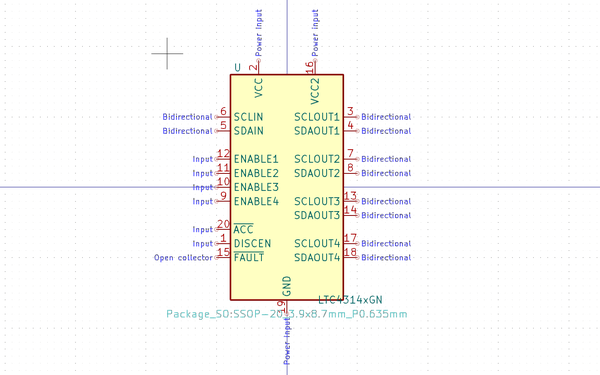 Power Input
Power Input
U
2
16
VCC
VCC2
Bidirectional 6 SCLIN SCLOUT1 3 Bidirectional
Bidirectional 5 SDAIN SDAOUT1 4 Bidirectional
Input 12 ENABLE1 SCLOUT2 7 Bidirectional
Input 11 ENABLE2 SDAOUT2 8 Bidirectional
Input 10 ENABLE3
Input 9 ENABLE4 SCLOUT3 13 Bidirectional
SDAOUT3 14 Bidirectional
Input 20 ACC
Input 1 DISCEN SCLOUT4 17 Bidirectional
Open collector 15 FAULT SDAOUT4 18 Bidirectional
GND
LTC4314xGN
19
Package_SO:SSOP-20_3.9x8.7mm_P0.635mm
Power Input